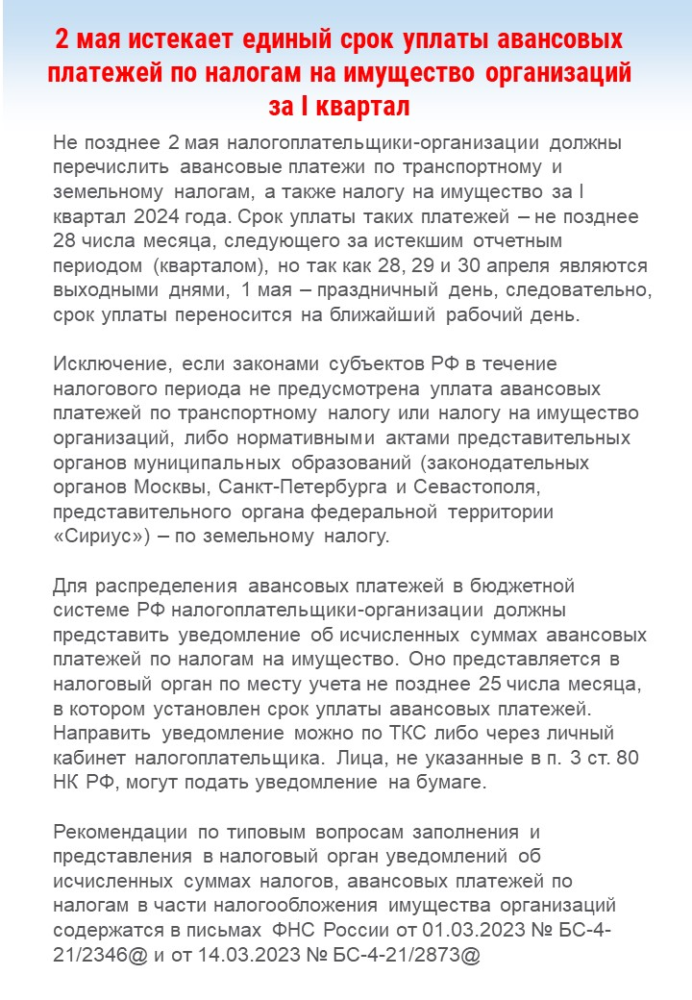 2 мая истекает единый срок уплаты авансовых
платежей по налогам на имущество организаций
за I квартал
Не позднее 2 мая налогоплательщики-организации должны
перечислить авансовые платежи по транспортному и
земельному налогам, а также налогу на имущество за I
квартал 2024 года. Срок уплаты таких платежей – не позднее
28 числа месяца, следующего за истекшим отчетным
периодом (кварталом), но так как 28, 29 и 30 апреля являются
выходными днями, 1 мая – праздничный день, следовательно,
срок уплаты переносится на ближайший рабочий день.
Исключение, если законами субъектов РФ в течение
налогового периода не предусмотрена уплата авансовых
платежей по транспортному налогу или налогу на имущество
организаций, либо нормативными актами представительных
органов муниципальных образований (законодательных
органов Москвы, Санкт-Петербурга и Севастополя,
представительного органа федеральной территории
«Сириус») – по земельному налогу.
Для распределения авансовых платежей в бюджетной
системе РФ налогоплательщики-организации должны
представить уведомление об исчисленных суммах авансовых
платежей по налогам на имущество. Оно представляется в
налоговый орган по месту учета не позднее 25 числа месяца,
в котором установлен срок уплаты авансовых платежей.
Направить уведомление можно по ТКС либо через личный
кабинет налогоплательщика. Лица, не указанные в п. 3 ст. 80
НК РФ, могут подать уведомление на бумаге.
Рекомендации по типовым вопросам заполнения и
представления в налоговый орган уведомлений об
исчисленных суммах налогов, авансовых платежей по
налогам в части налогообложения имущества организаций
содержатся в письмах ФНС России от 01.03.2023 № БС-4-
21/2346@ и от 14.03.2023 № БС-4-21/2873@